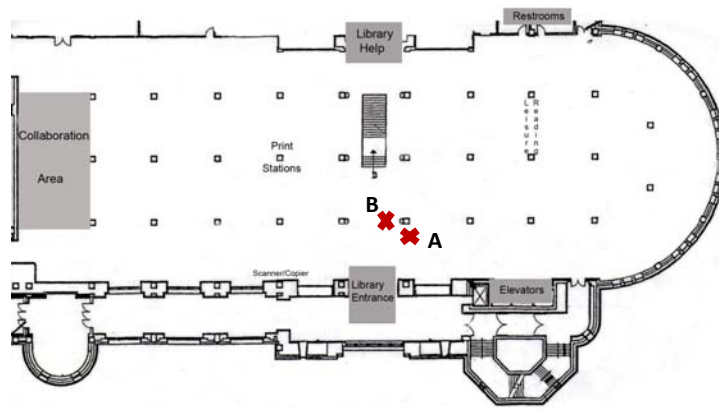 Restrooms
Library
Help
Collaboration
Area
Print
Stations
Leisure
Reading
B
A
Scanner/Copier
Library
Entrance
Elevators